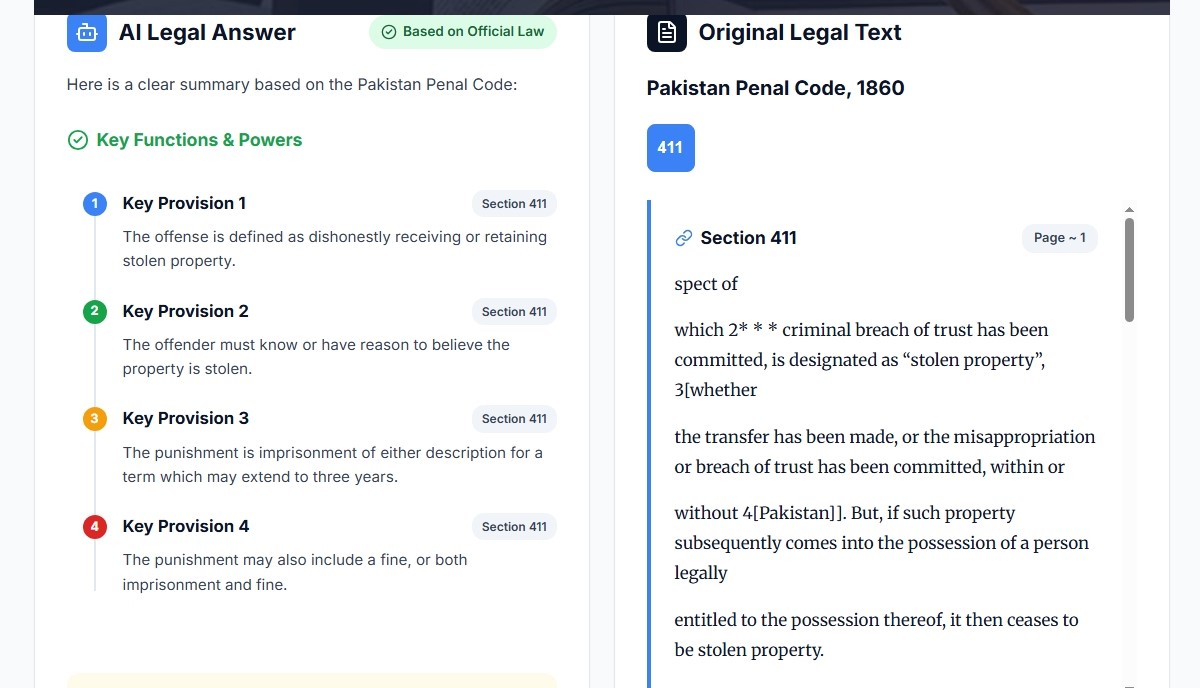 AI Legal Answer
Based on Official Law
Here is a clear summary based on the Pakistan Penal Code:
Key Functions & Powers
1
Key Provision 1
Section 411
The offense is defined as dishonestly receiving or retaining
stolen property.
2
Key Provision 2
Section 411
The offender must know or have reason to believe the
property is stolen.
3
Key Provision 3
Section 411
The punishment is imprisonment of either description for a
term which may extend to three years.
4
Key Provision 4
Section 411
The punishment may also include a fine, or both
imprisonment and fine.
Original Legal Text
Pakistan Penal Code, 1860
411
Section 411
Page ~ 1
spect of
which 2* * * criminal breach of trust has been
committed, is designated as “stolen property”,
3[whether
the transfer has been made, or the misappropriation
or breach of trust has been committed, within or
without 4[Pakistan]]. But, if such property
subsequently comes into the possession of a person
legally
entitled to the possession thereof, it then ceases to
be stolen property.